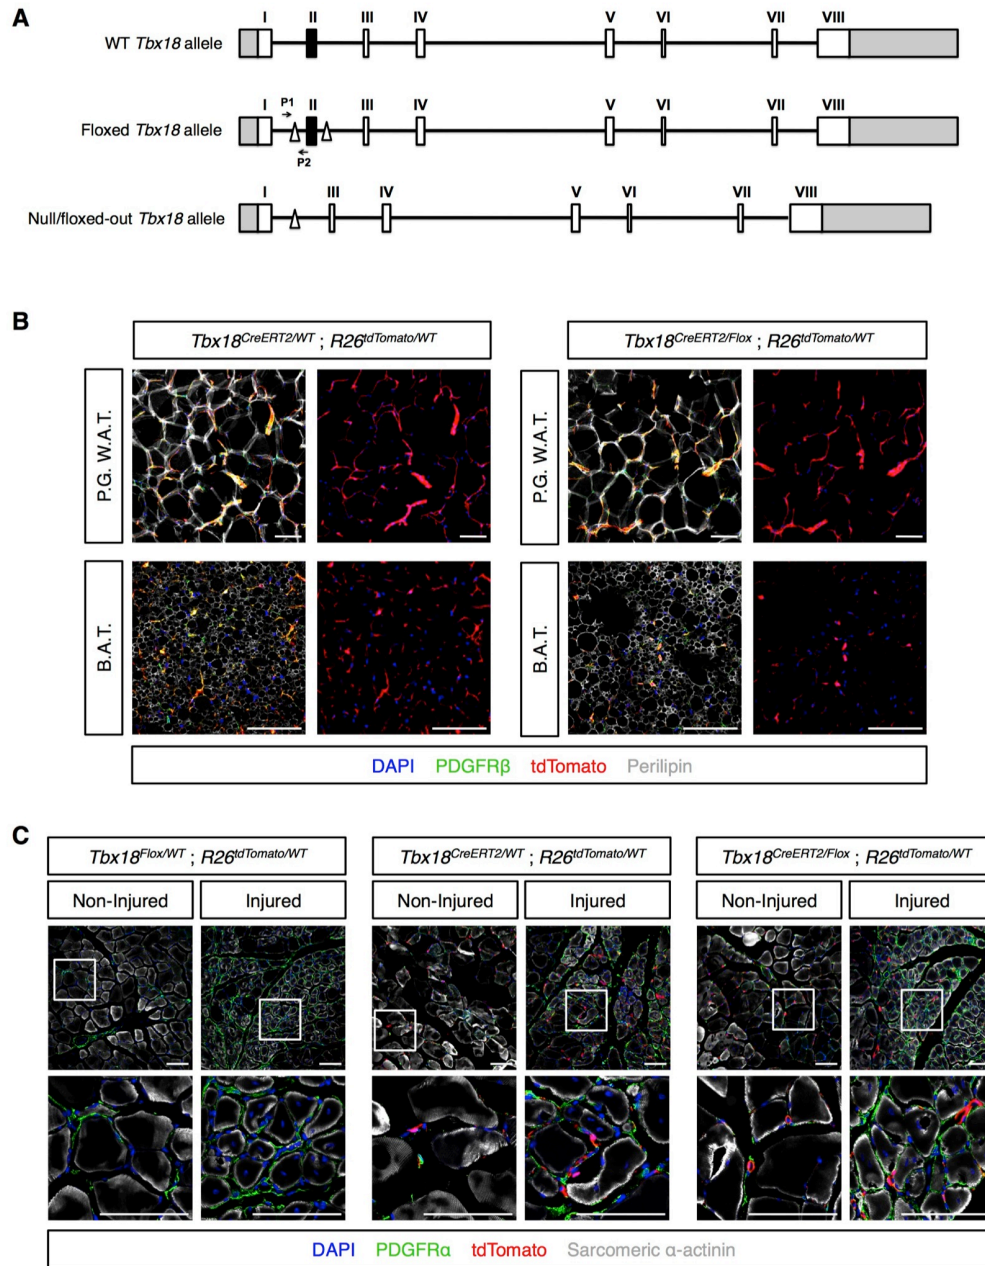 A
I II III IV V VI VII VIII
WT Tbx18 allele
P1
I II III IV V VI VII VIII
Floxed Tbx18 allele
P2
I III IV V VI VII VIII
Null/floxed-out Tbx18 allele
B
Tbx18CreERT2/WT ; R26tdTomato/WT
Tbx18CreERT2/Flox ; R26tdTomato/WT
P.G. W.A.T.
P.G. W.A.T.
B.A.T.
B.A.T.
DAPI PDGFRβ tdTomato Perilipin
C
Tbx18Flox/WT ; R26tdTomato/WT
Tbx18CreERT2/WT ; R26tdTomato/WT
Tbx18CreERT2/Flox ; R26tdTomato/WT
Non-Injured Injured
Non-Injured Injured
Non-Injured Injured
DAPI PDGFRα tdTomato Sarcomeric α-actinin